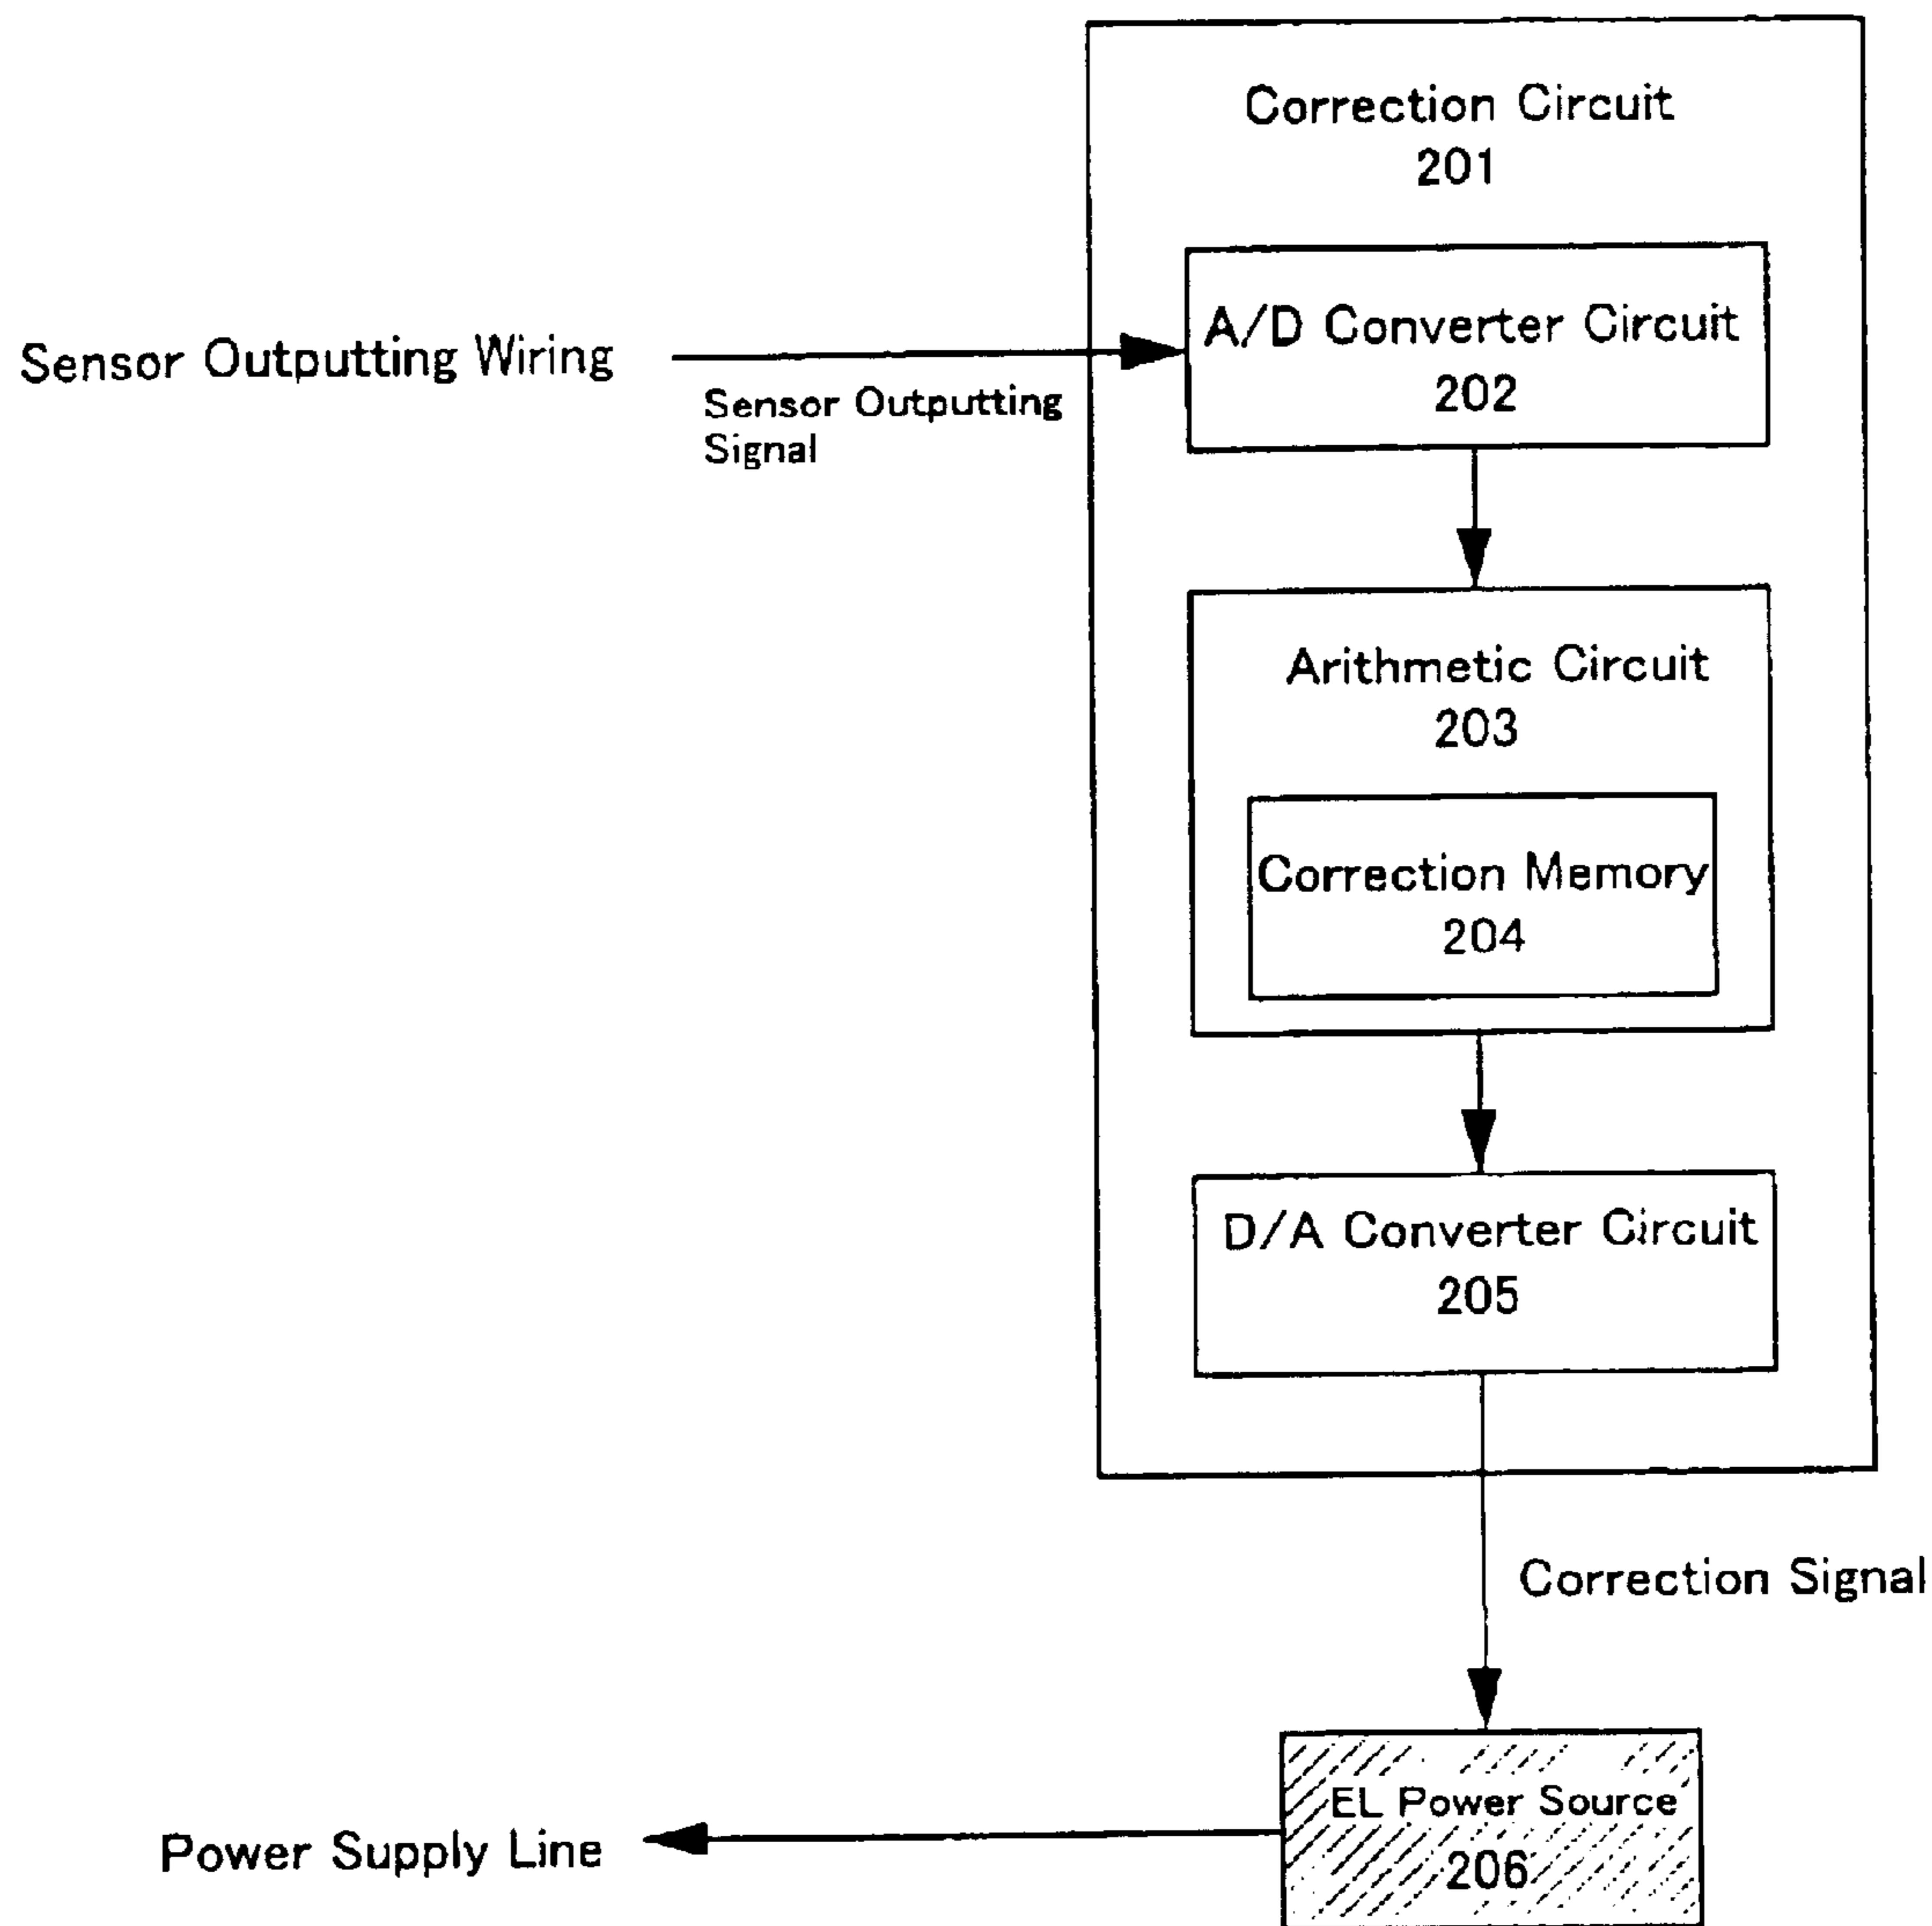 Correction Circuit
201
A/D Converter Circuit
202
Sensor Outputting Wiring
Sensor Outputting
Signal
Arithmetic Circuit
203
Correction Memory
204
D/A Converter Circuit
205
Correction Signal
EL Power Source
206
Power Supply Line